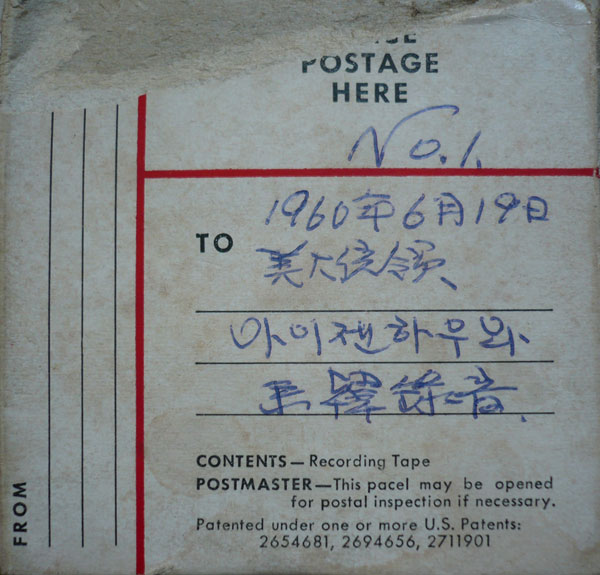 POSTAGE
HERE
No.1.
1960年6月19日
TO
美大統領、
아이젠하우와
錄音.
CONTENTS—Recording Tape
POSTMASTER—This pacel may be opened
for postal inspection if necessary.
Patented under one or more U.S. Patents:
2654681, 2694656, 2711901
FROM